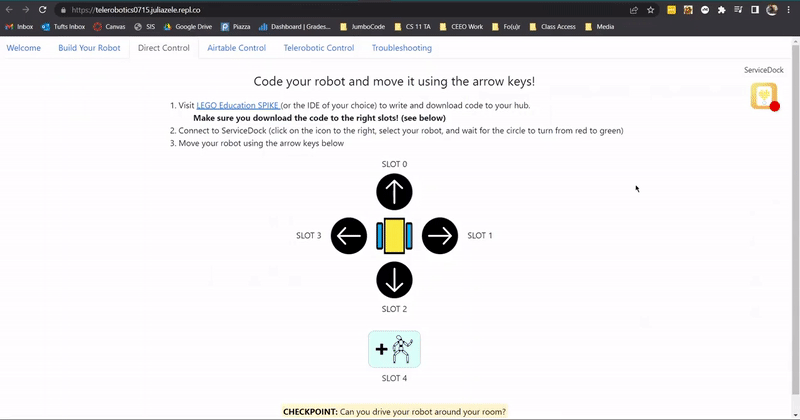 https://telerobotics0715.juliazele.repl.co
Inbox Tufts Inbox Canvas SIS Google Drive Piazza Dashboard | Grades... JumboCode CS 11 TA CEEO Work Fo(u)r Class Access Media
Welcome Build Your Robot Direct Control Airtable Control Telerobotic Control Troubleshooting
Code your robot and move it using the arrow keys!
ServiceDock
1. Visit LEGO Education SPIKE (or the IDE of your choice) to write and download code to your hub.
Make sure you download the code to the right slots! (see below)
2. Connect to ServiceDock (click on the icon to the right, select your robot, and wait for the circle to turn from red to green)
3. Move your robot using the arrow keys below
SLOT 0
SLOT 3
SLOT 1
SLOT 2
SLOT 4
CHECKPOINT: Can you drive your robot around your room?